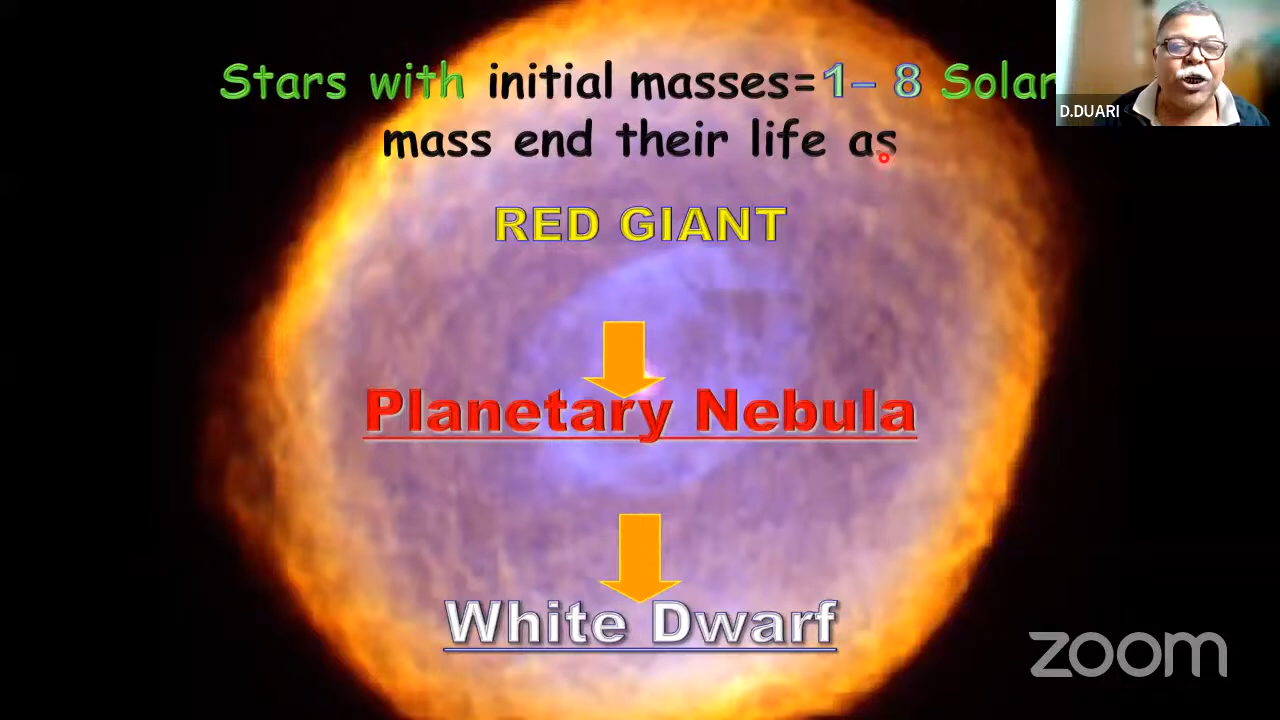 Stars with initial masses=1– 8 Solar
mass end their life as
D.DUARI
RED GIANT
Planetary Nebula
White Dwarf
zoom